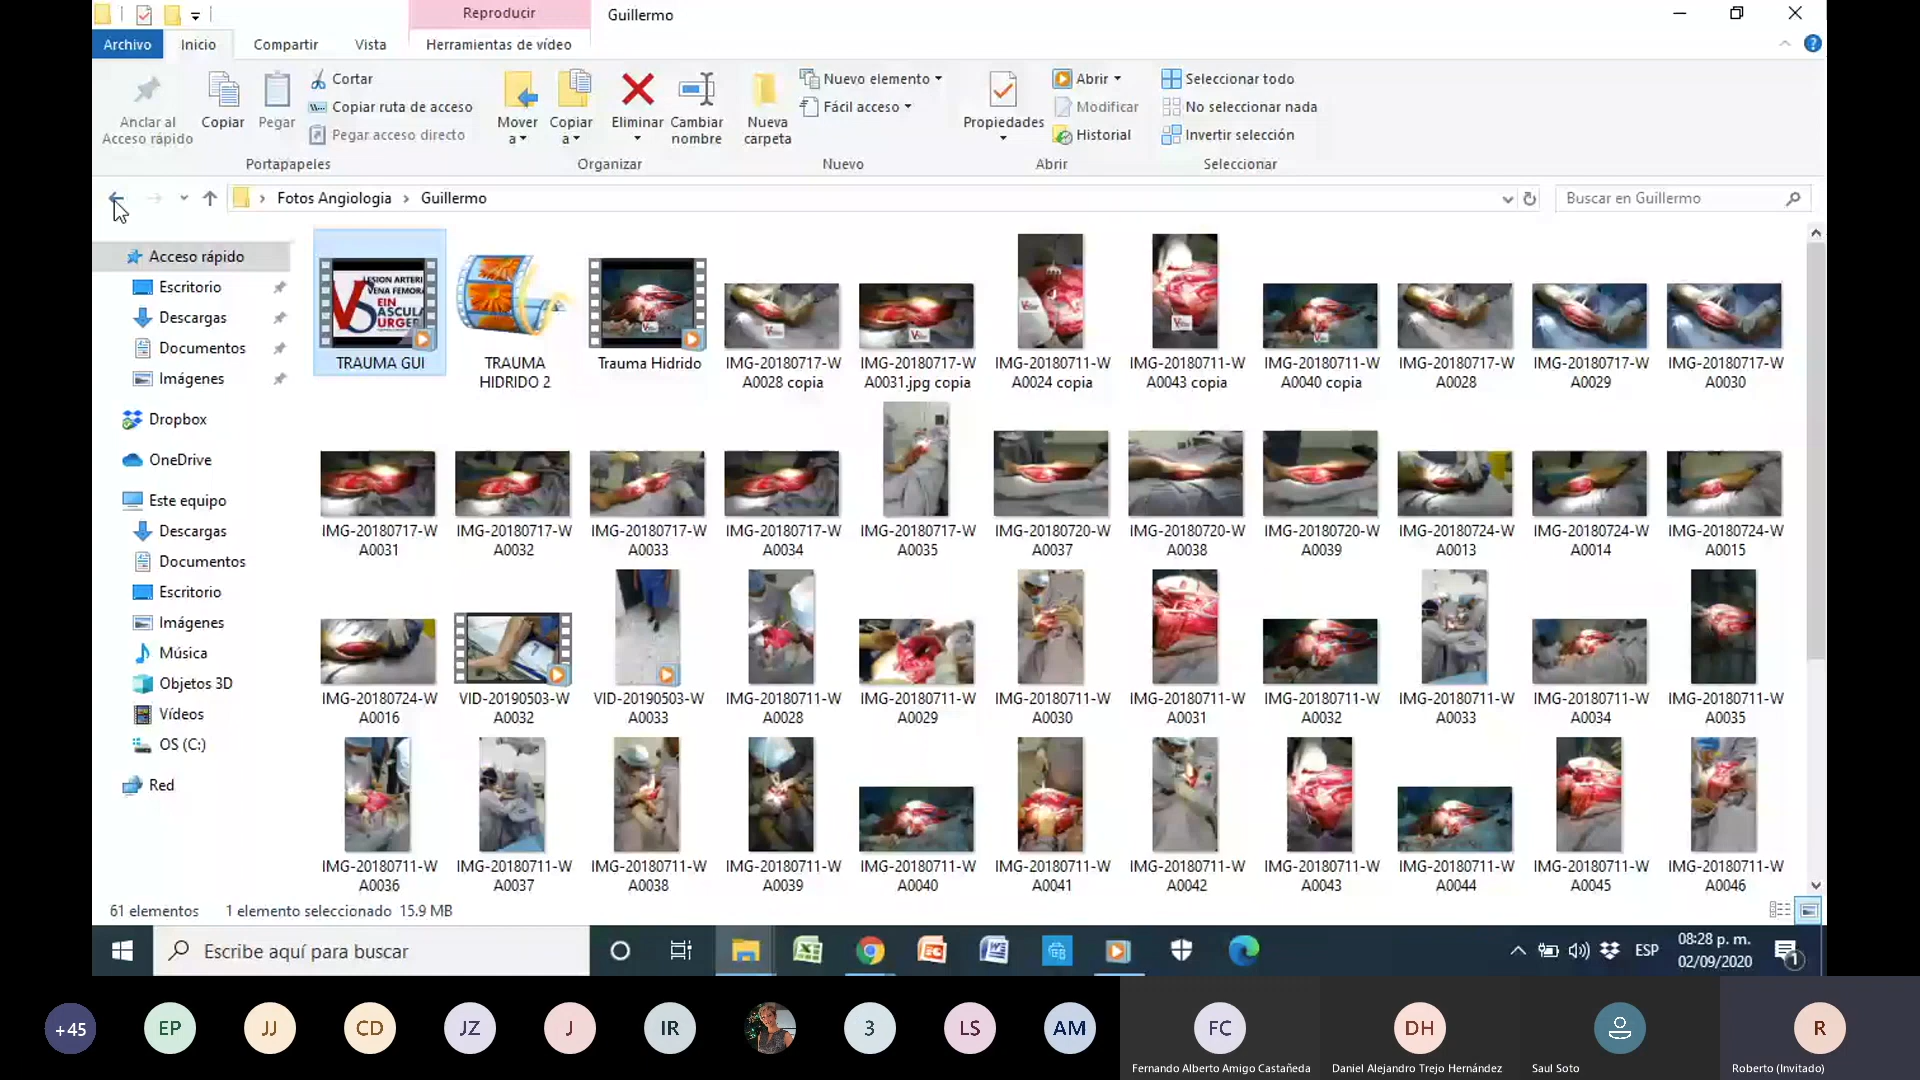 Reproducir
Guillermo
Archivo
Inicio
Compartir
Vista
Herramientas de vídeo
Anclar al
Acceso rápido
Copiar
Pegar
Cortar
Copiar ruta de acceso
Pegar acceso directo
Portapapeles
Mover
a
Copiar
a
Eliminar
Cambiar
nombre
Organizar
Nueva
carpeta
Nuevo elemento
Fácil acceso
Nuevo
Propiedades
Abrir
Modificar
Historial
Abrir
Seleccionar todo
No seleccionar nada
Invertir selección
Seleccionar
Fotos Angiologia > Guillermo
Buscar en Guillermo
Acceso rápido
Escritorio
Descargas
Documentos
Imágenes
Dropbox
OneDrive
Este equipo
Descargas
Documentos
Escritorio
Imágenes
Música
Objetos 3D
Vídeos
OS (C:)
Red
TRAUMA GUI
TRAUMA
HIDRIDO 2
Trauma Hidrido
IMG-20180717-W
A0028 copia
IMG-20180717-W
A0031.jpg copia
IMG-20180711-W
A0024 copia
IMG-20180711-W
A0043 copia
IMG-20180711-W
A0040 copia
IMG-20180717-W
A0028
IMG-20180717-W
A0029
IMG-20180717-W
A0030
IMG-20180717-W
A0031
IMG-20180717-W
A0032
IMG-20180717-W
A0033
IMG-20180717-W
A0034
IMG-20180717-W
A0035
IMG-20180720-W
A0037
IMG-20180720-W
A0038
IMG-20180720-W
A0039
IMG-20180724-W
A0013
IMG-20180724-W
A0014
IMG-20180724-W
A0015
IMG-20180724-W
A0016
VID-20190503-W
A0032
VID-20190503-W
A0033
IMG-20180711-W
A0028
IMG-20180711-W
A0029
IMG-20180711-W
A0030
IMG-20180711-W
A0031
IMG-20180711-W
A0032
IMG-20180711-W
A0033
IMG-20180711-W
A0034
IMG-20180711-W
A0035
IMG-20180711-W
A0036
IMG-20180711-W
A0037
IMG-20180711-W
A0038
IMG-20180711-W
A0039
IMG-20180711-W
A0040
IMG-20180711-W
A0041
IMG-20180711-W
A0042
IMG-20180711-W
A0043
IMG-20180711-W
A0044
IMG-20180711-W
A0045
IMG-20180711-W
A0046
61 elementos
1 elemento seleccionado 15.9 MB
Escribe aquí para buscar
ESP
08:28 p. m.
02/09/2020
1
+45
EP
JJ
CD
JZ
J
IR
3
LS
AM
FC
Fernando Alberto Amigo Castañeda
DH
Daniel Alejandro Trejo Hernández
Saul Soto
R
Roberto (Invitado)